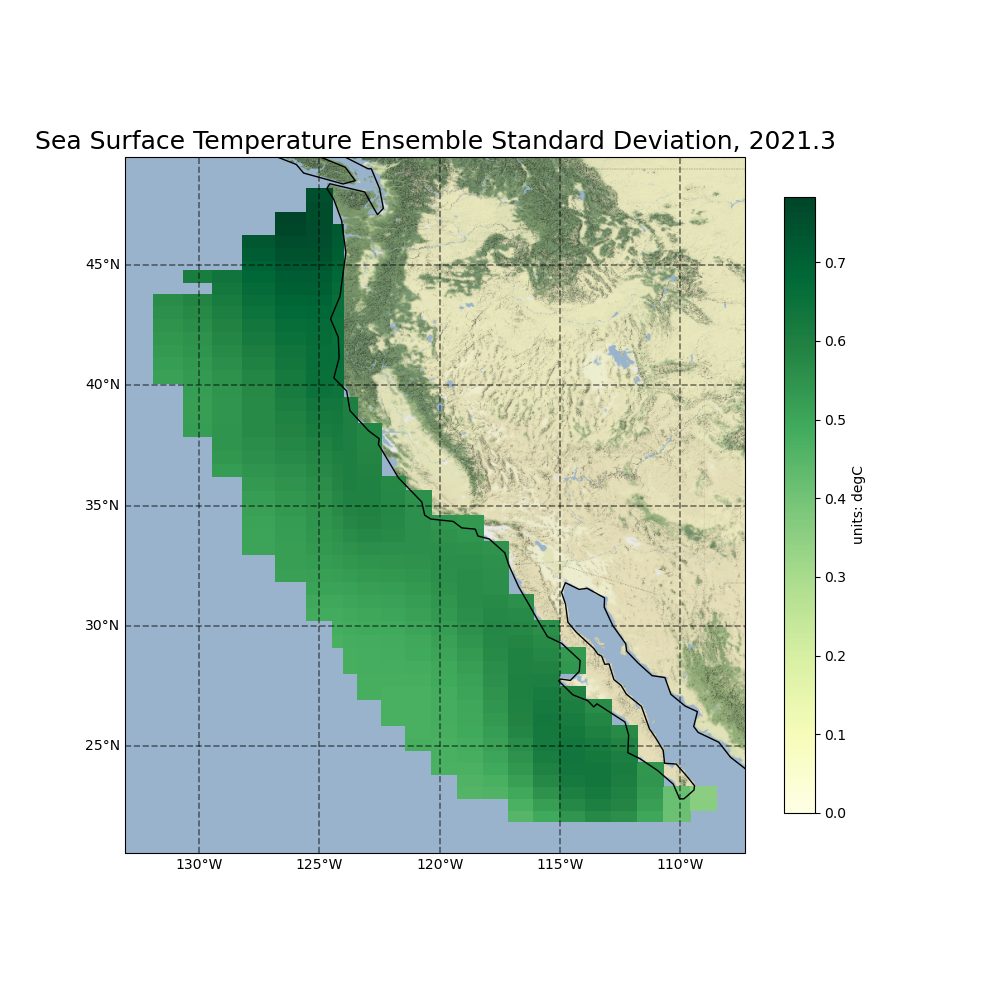 Sea Surface Temperature Ensemble Standard Deviation, 2021.3
45°N
40°N
35°N
30°N
25°N
130°W
125°W
120°W
115°W
110°W
0.7
0.6
0.5
0.4
0.3
0.2
0.1
0.0
units: degC